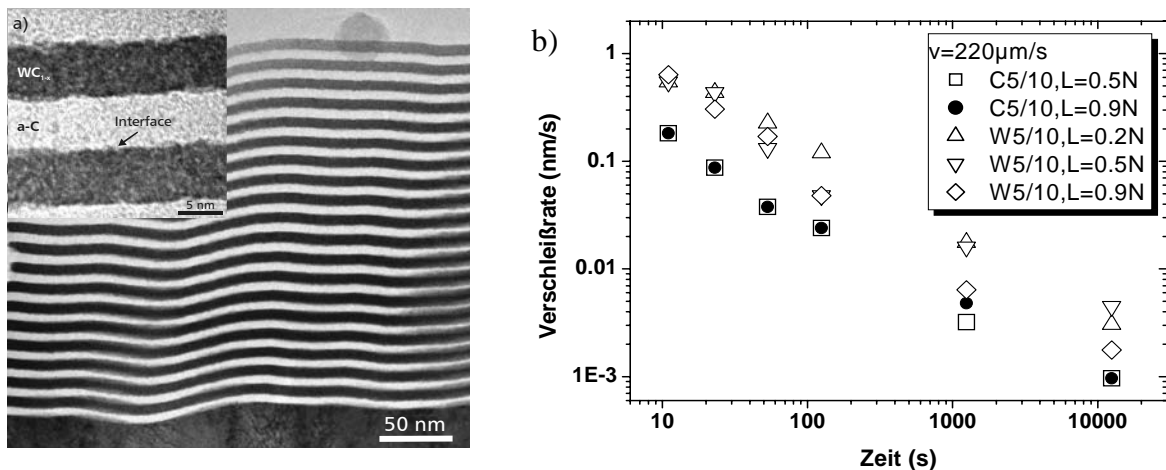 a)
WC₁₋ₓ
a-C
Interface
5 nm
50 nm
b)
Verschleißrate (nm/s)
1
0.1
0.01
1E-3
v=220µm/s
C5/10,L=0.5N
C5/10,L=0.9N
W5/10,L=0.2N
W5/10,L=0.5N
W5/10,L=0.9N
10
100
1000
10000
Zeit (s)